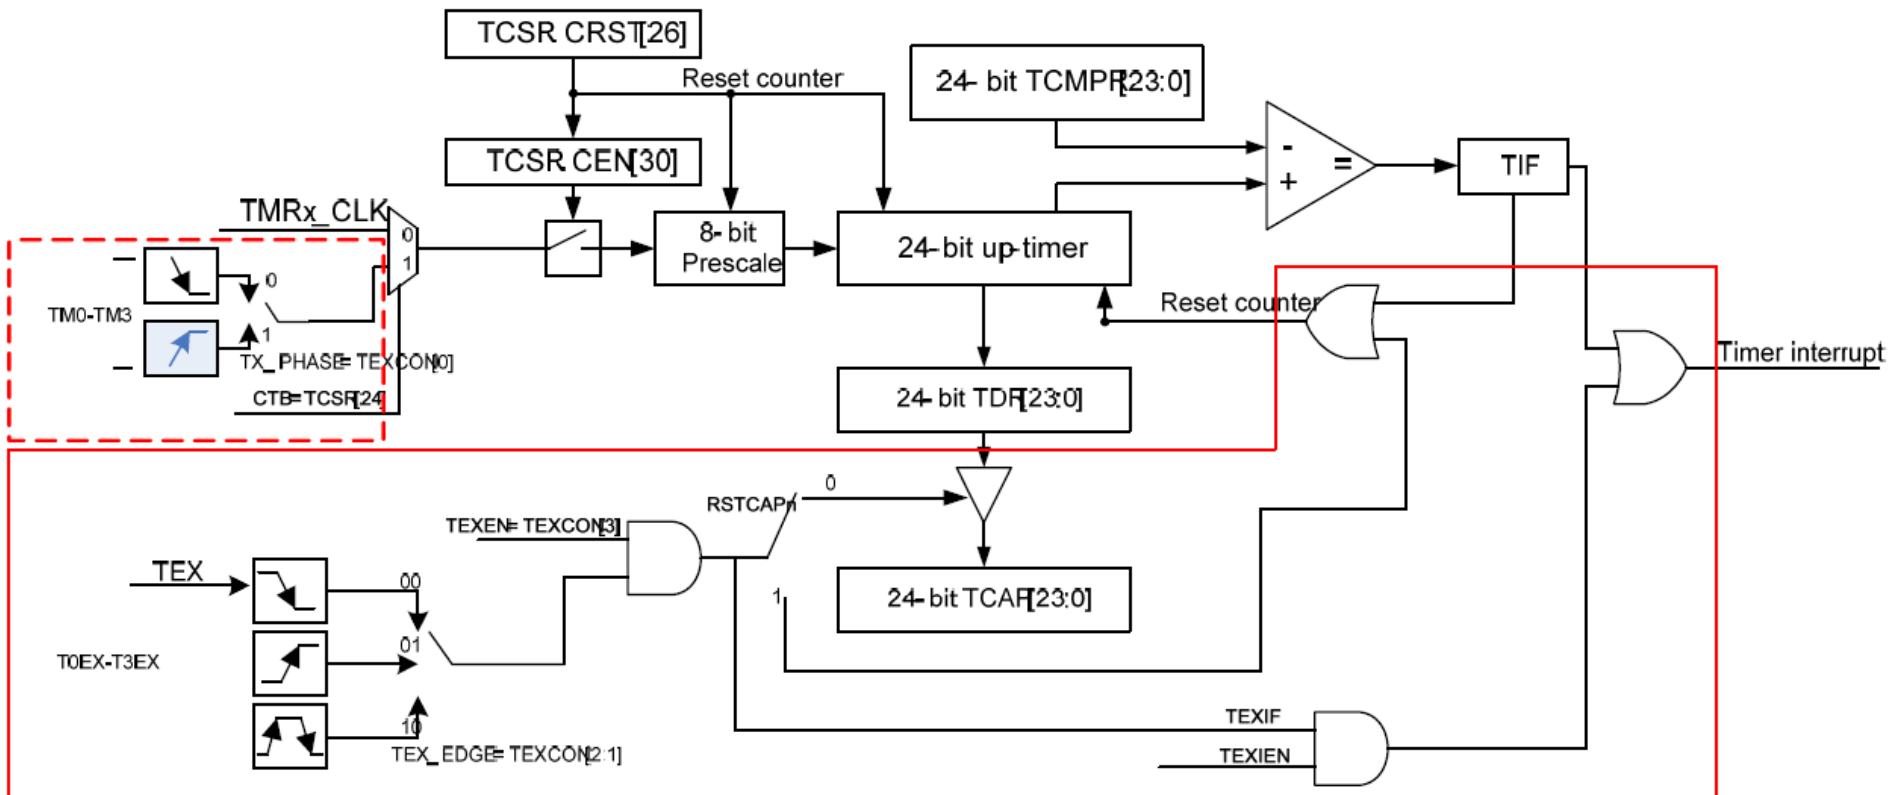 TCSR.CRST[26]
Reset counter
24- bit TCMPR[23:0]
TCSR.CEN[30]
-
=
+
TIF
TMRx_CLK
0
1
8-bit
Prescale
24-bit up-timer
0
TM0-TM3
1
TX_PHASE=TEXCON[0]
CTB=TCSR[24]
Reset counter
Timer interrupt
24-bit TDR[23:0]
0
RSTCAPn
TEXEN=TEXCON[3]
TEX
00
1
24-bit TCAP[23:0]
01
T0EX-T3EX
10
TEX_EDGE=TEXCON[2:1]
TEXIF
TEXIEN